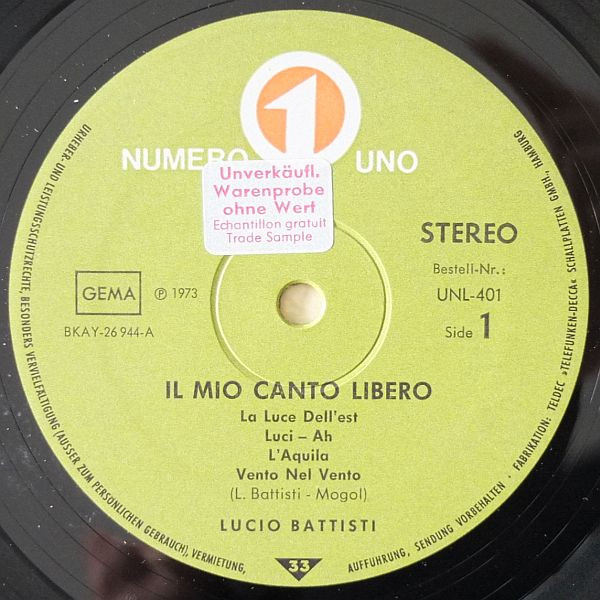 1
NUMERO UNO
Unverkäufl.
Warenprobe
ohne Wert
Echantillon gratuit
Trade Sample
STEREO
Bestell-Nr.:
UNL-401
Side 1
GEMA
℗ 1973
BKAY-26 944-A
IL MIO CANTO LIBERO
La Luce Dell'est
Luci – Ah
L'Aquila
Vento Nel Vento
(L. Battisti - Mogol)
LUCIO BATTISTI
33
URHEBER- UND LEISTUNGSSCHUTZRECHTE, BESONDERS VERVIELFÄLTIGUNG (AUSSER ZUM PERSÖNLICHEN GEBRAUCH), VERMIETUNG,
AUFFÜHRUNG, SENDUNG VORBEHALTEN · FABRIKATION: TELDEC »TELEFUNKEN-DECCA« SCHALLPLATTEN GMBH, HAMBURG